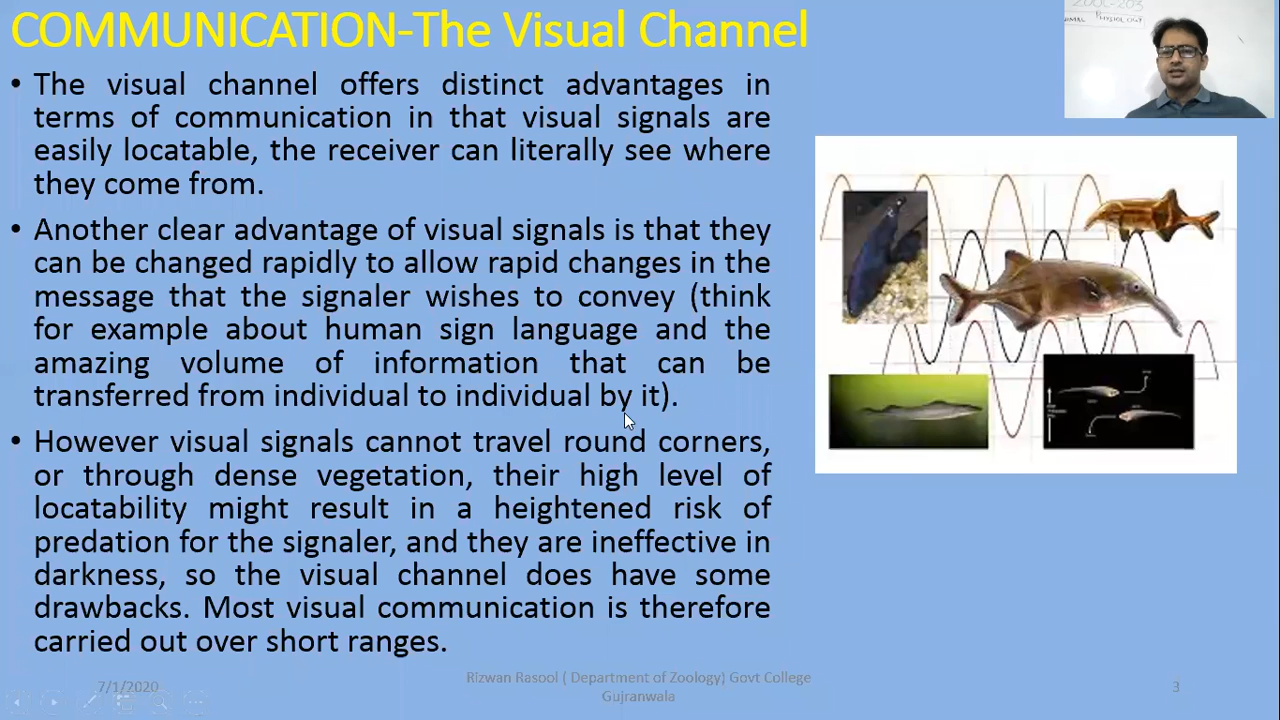 COMMUNICATION-The Visual Channel
ZOOL-203
PHYSIOLOGY
• The visual channel offers distinct advantages in
terms of communication in that visual signals are
easily locatable, the receiver can literally see where
they come from.
• Another clear advantage of visual signals is that they
can be changed rapidly to allow rapid changes in the
message that the signaler wishes to convey (think
for example about human sign language and the
amazing volume of information that can be
transferred from individual to individual by it).
• However visual signals cannot travel round corners,
or through dense vegetation, their high level of
locatability might result in a heightened risk of
predation for the signaler, and they are ineffective in
darkness, so the visual channel does have some
drawbacks. Most visual communication is therefore
carried out over short ranges.
7/1/2020
Rizwan Rasool ( Department of Zoology) Govt College
Gujranwala
3